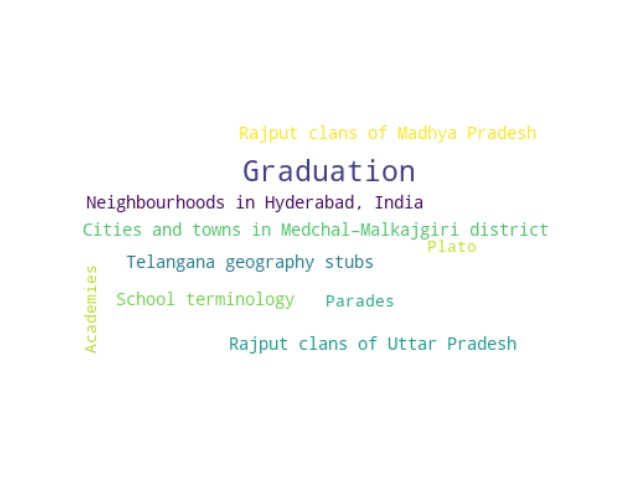 Rajput clans of Madhya Pradesh
Graduation
Neighbourhoods in Hyderabad, India
Cities and towns in Medchal–Malkajgiri district
Plato
Telangana geography stubs
Academies
School terminology
Parades
Rajput clans of Uttar Pradesh